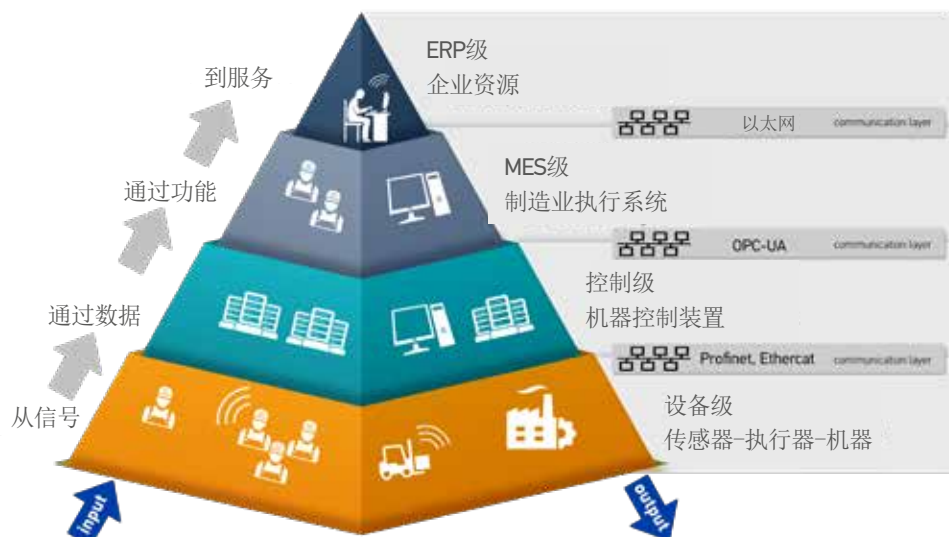 ERP级
企业资源
到服务
以太网 communication layer
MES级
制造业执行系统
通过功能
OPC-UA communication layer
控制级
机器控制装置
通过数据
Profinet, Ethercat communication layer
设备级
传感器-执行器-机器
从信号
input
output